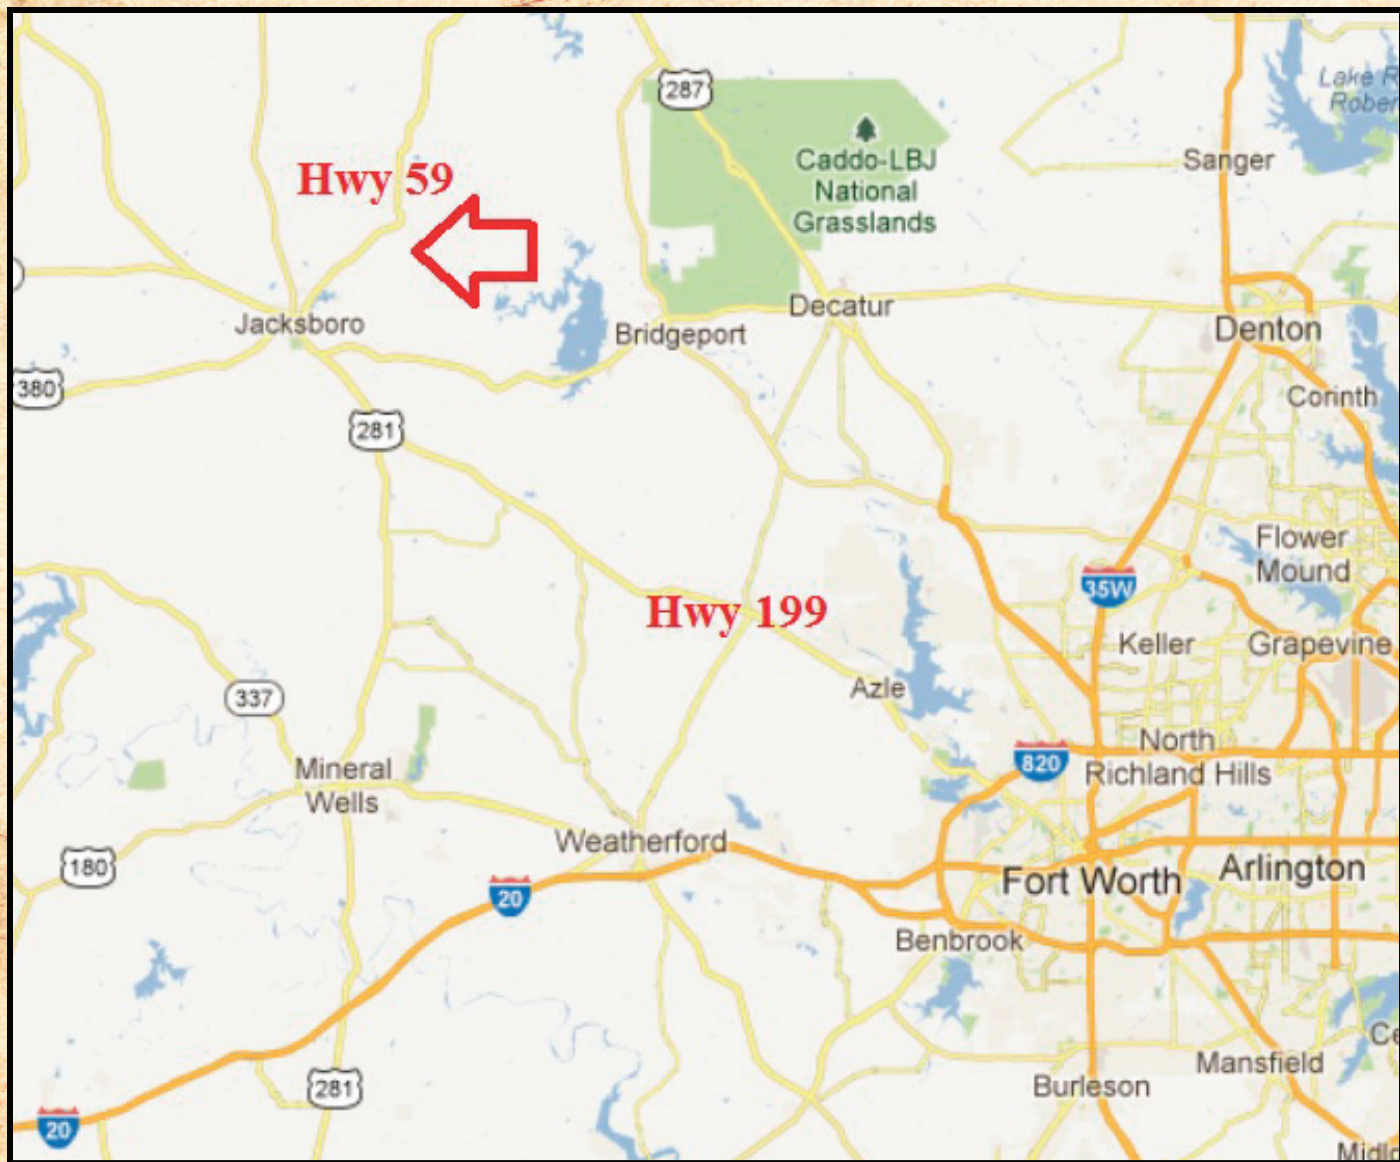 287
Lake R
Rober
Caddo-LBJ
National
Grasslands
Sanger
Hwy 59
Decatur
Jacksboro
Bridgeport
Denton
380
Corinth
281
Flower
Mound
35W
Hwy 199
Keller
Grapevine
Azle
337
North
Richland Hills
820
Mineral
Wells
Weatherford
180
Fort Worth
Arlington
20
Benbrook
Ce
Mansfield
281
Burleson
20
Midl